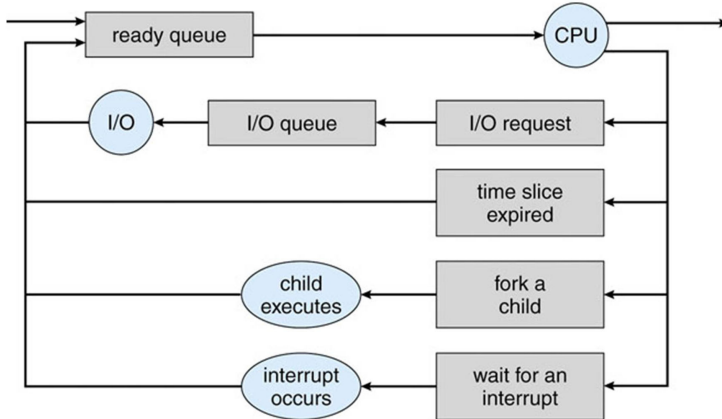 ready queue
CPU
I/O
I/O queue
I/O request
time slice
expired
child
executes
fork a
child
interrupt
occurs
wait for an
interrupt